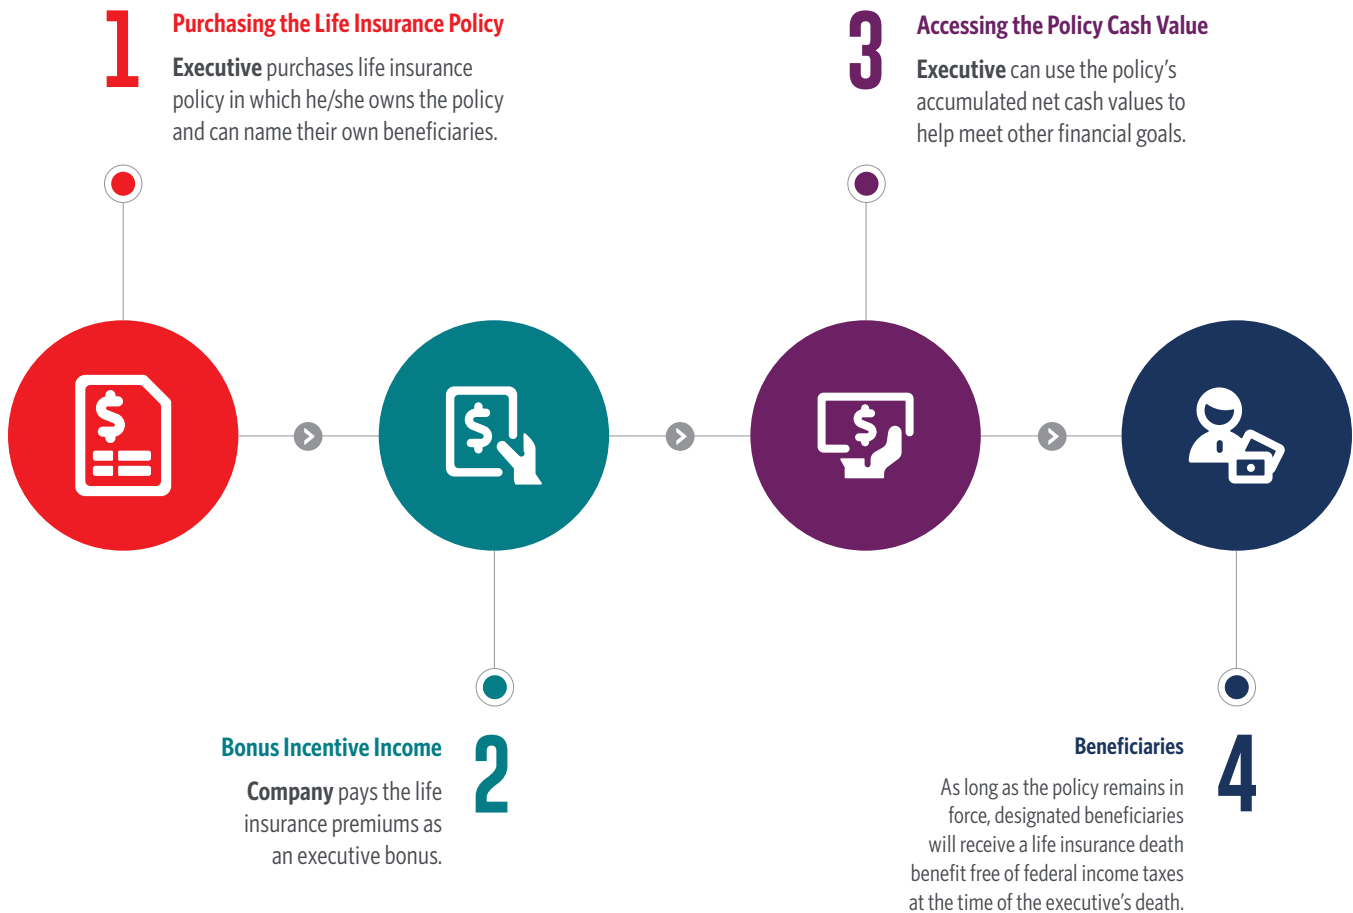 1
Purchasing the Life Insurance Policy
Executive purchases life insurance
policy in which he/she owns the policy
and can name their own beneficiaries.
3
Accessing the Policy Cash Value
Executive can use the policy's
accumulated net cash values to
help meet other financial goals.
$
$
$
Bonus Incentive Income
Company pays the life
insurance premiums as
an executive bonus.
2
Beneficiaries
As long as the policy remains in
force, designated beneficiaries
will receive a life insurance death
benefit free of federal income taxes
at the time of the executive's death.
4